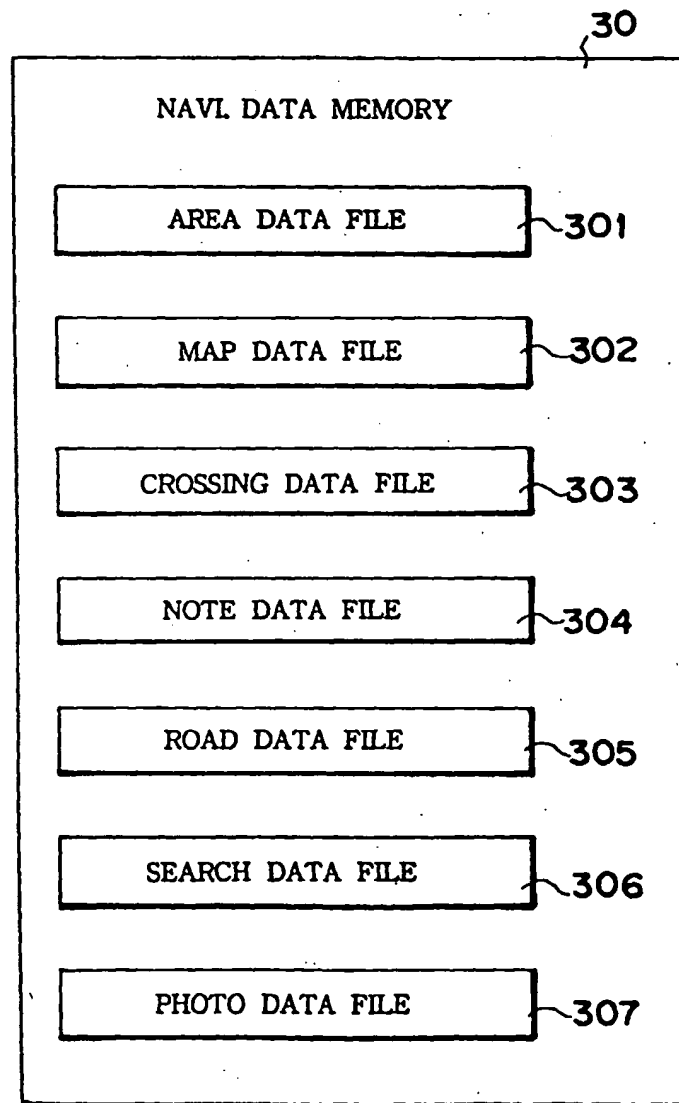 30
NAVI. DATA MEMORY
AREA DATA FILE 301
MAP DATA FILE 302
CROSSING DATA FILE 303
NOTE DATA FILE 304
ROAD DATA FILE 305
SEARCH DATA FILE 306
PHOTO DATA FILE 307